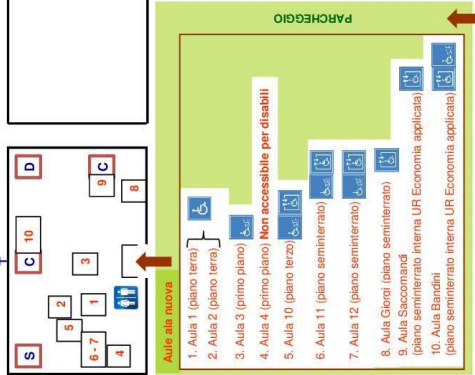 PARCHEGGIO
Aule ala nuova
1. Aula 1 (piano terra)
2. Aula 2 (piano terra)
3. Aula 3 (primo piano)
4. Aula 4 (primo piano) Non accessibile per disabili
5. Aula 10 (piano terzo)
6. Aula 11 (piano seminterrato)
7. Aula 12 (piano seminterrato)
8. Aula Giorgi (piano seminterrato)
9. Aula Saccomandi
(piano seminterrato interna UR Economia applicata)
10. Aula Bandini
(piano seminterrato interna UR Economia applicata)
S
C
D
C
T
10
9
8
3
2
1
5
6 - 7
4